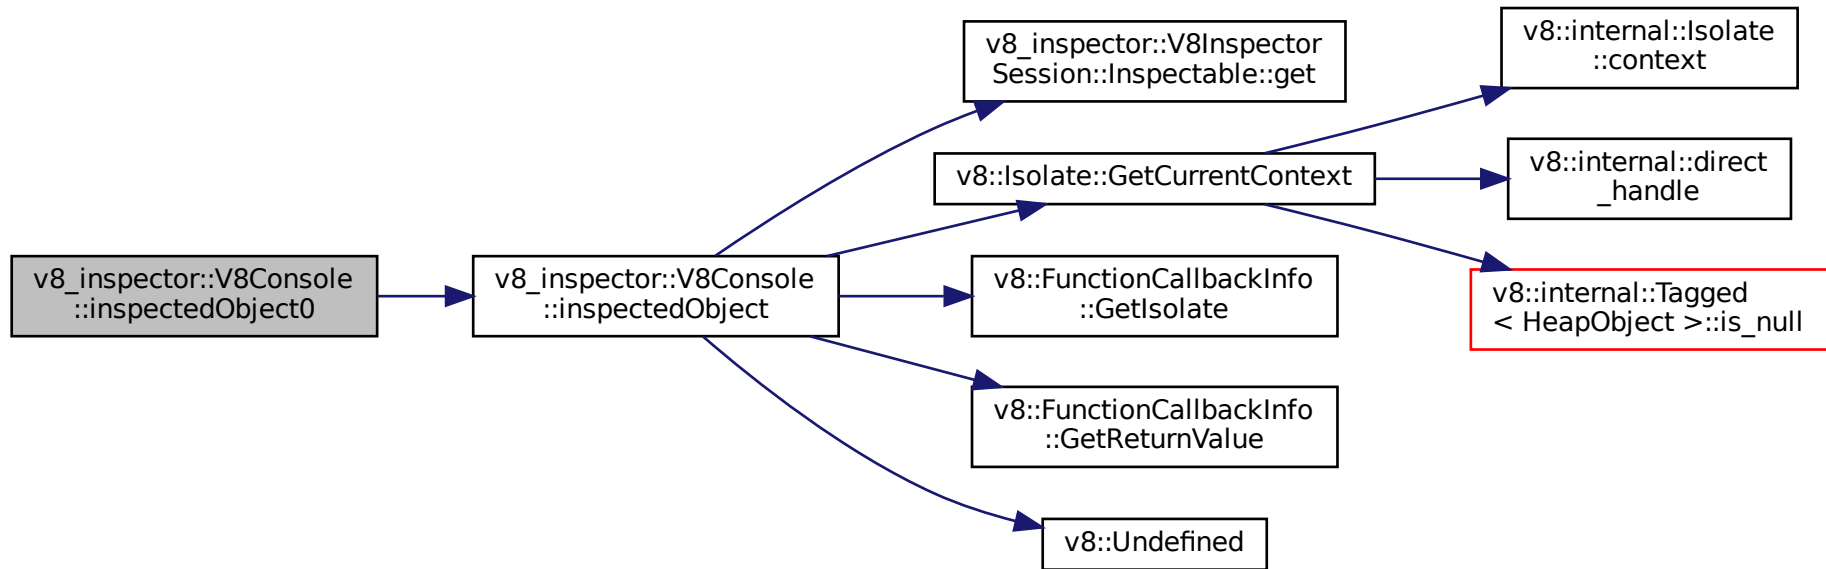 v8_inspector::V8Console
::inspectedObject0
v8_inspector::V8Console
::inspectedObject
v8_inspector::V8Inspector
Session::Inspectable::get
v8::Isolate::GetCurrentContext
v8::FunctionCallbackInfo
::GetIsolate
v8::FunctionCallbackInfo
::GetReturnValue
v8::Undefined
v8::internal::Isolate
::context
v8::internal::direct
_handle
v8::internal::Tagged
< HeapObject >::is_null